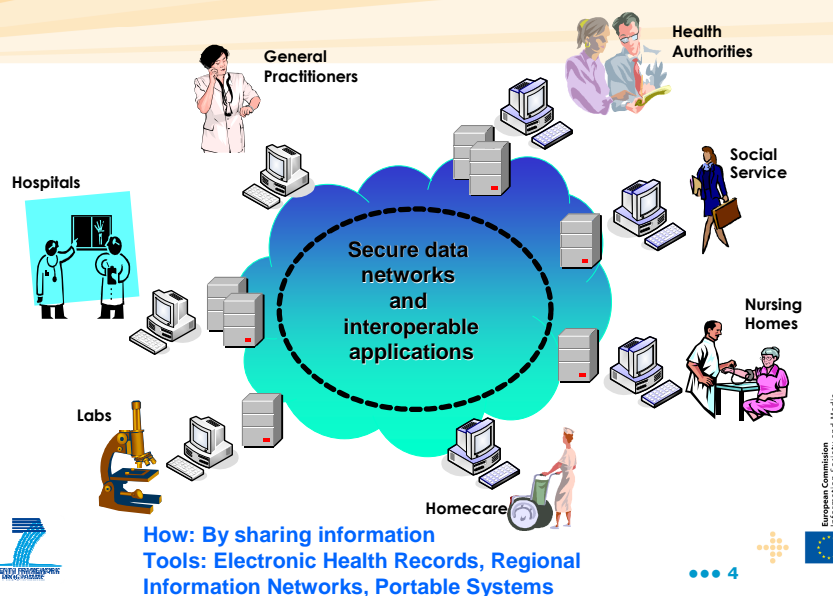 General
Practitioners
Health
Authorities
Social
Service
Hospitals
Secure data
networks
and
interoperable
applications
Nursing
Homes
Labs
Homecare
How: By sharing information
Tools: Electronic Health Records, Regional
Information Networks, Portable Systems
4
European Commission
PROGRAMME